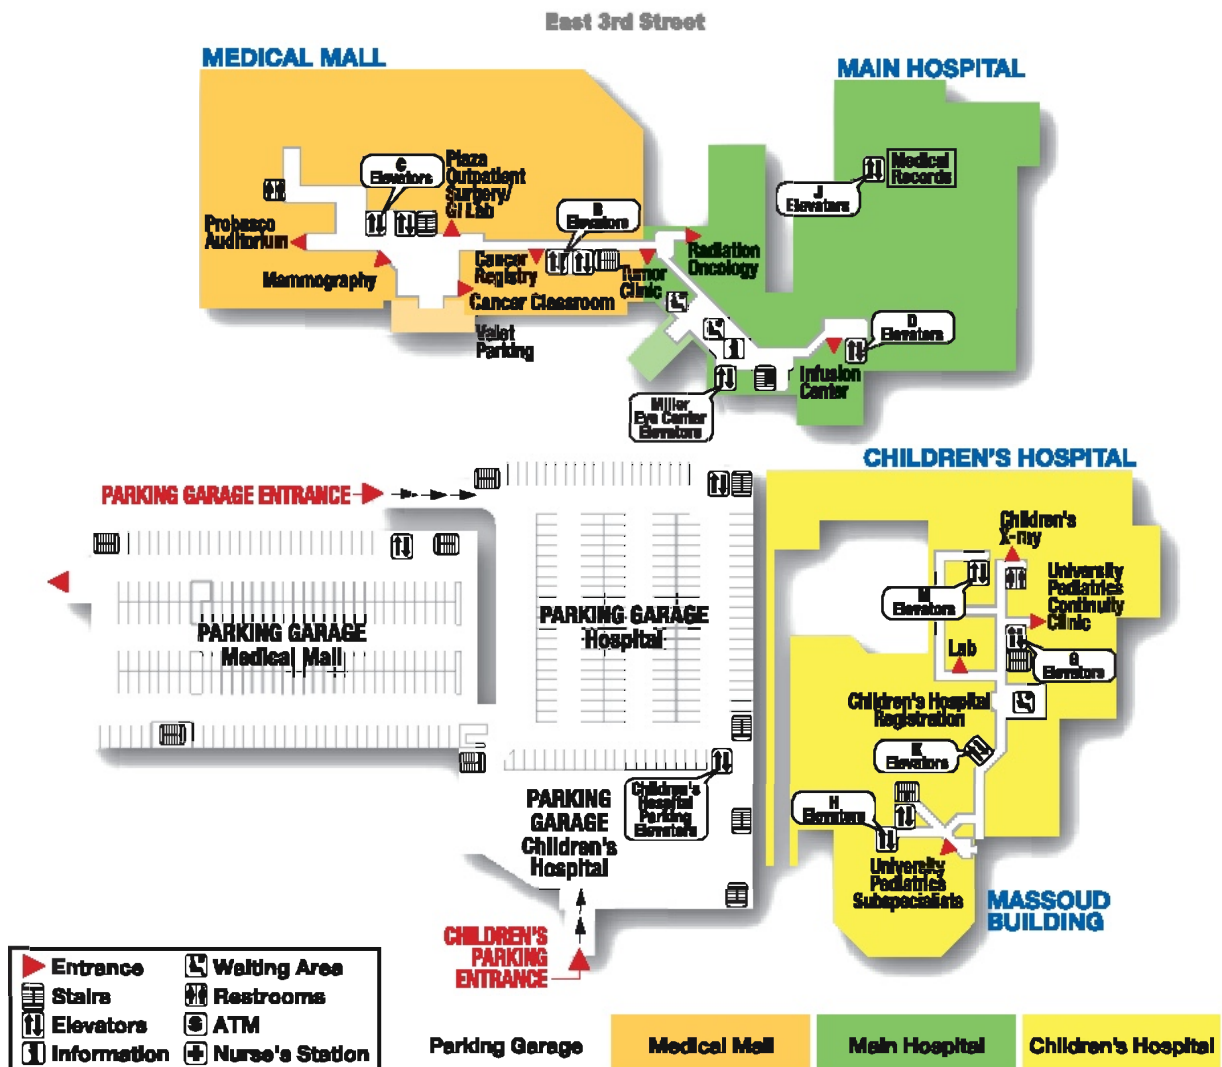 East 3rd Street
MEDICAL MALL
MAIN HOSPITAL
C
Elevators
Plaza
Outpatient
Surgery/
GI Lab
B
Elevators
J
Elevators
Medical
Records
Probasco
Auditorium
Mammography
Cancer
Registry
Tumor
Clinic
Radiation
Oncology
Cancer Classroom
Valet
Parking
D
Elevators
Infusion
Center
Miller
Eye Center
Elevators
CHILDREN'S HOSPITAL
PARKING GARAGE ENTRANCE
Children's
X-ray
M
Elevators
University
Pediatrics
Continuity
Clinic
PARKING GARAGE
Medical Mall
PARKING GARAGE
Hospital
Lab
G
Elevators
Children's Hospital
Registration
K
Elevators
Children's
Hospital
Parking
Elevators
PARKING
GARAGE
Children's
Hospital
H
Elevators
University
Pediatrics
Subspecialists
MASSOUD
BUILDING
CHILDREN'S
PARKING
ENTRANCE
Entrance
Waiting Area
Stairs
Restrooms
Elevators
ATM
Information
Nurse's Station
Parking Garage
Medical Mall
Main Hospital
Children's Hospital